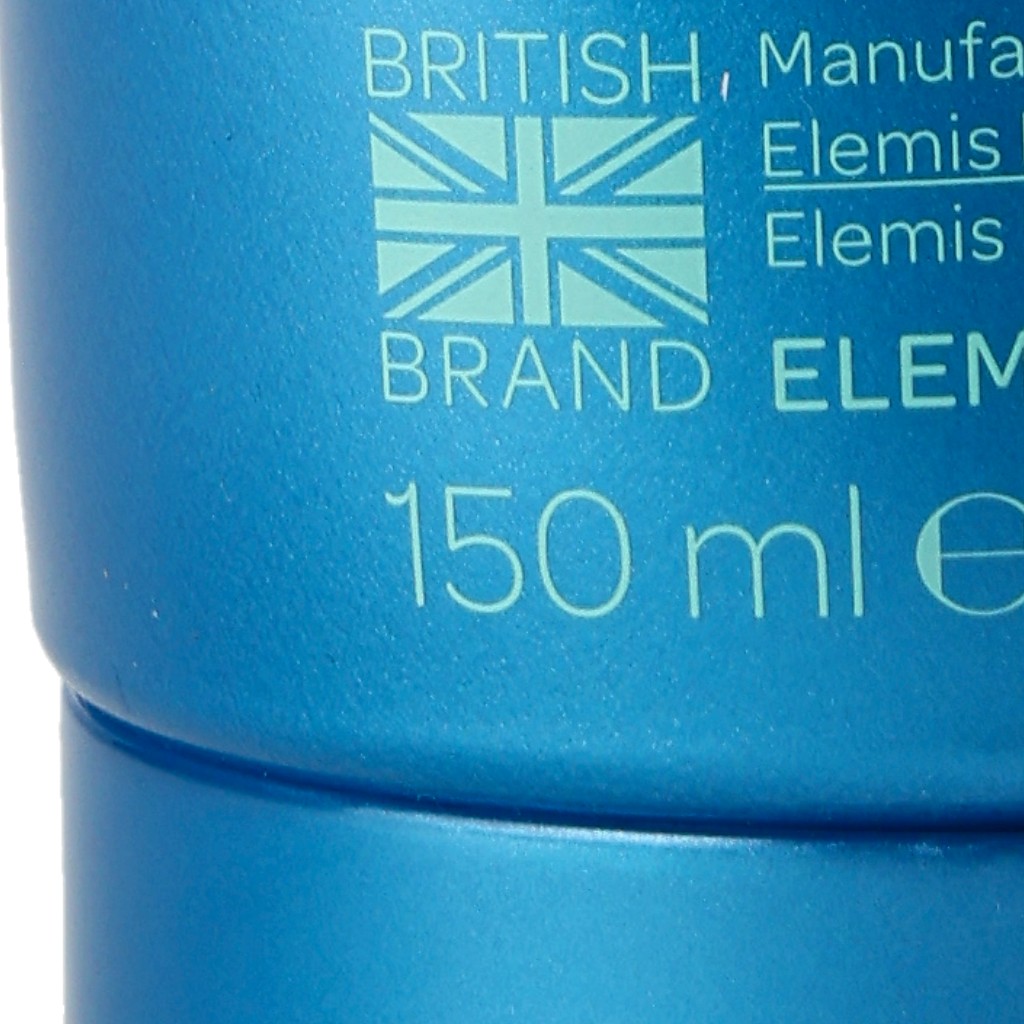 BRITISH
Manufa
Elemis
Elemis
BRAND ELEM
150 ml ℮